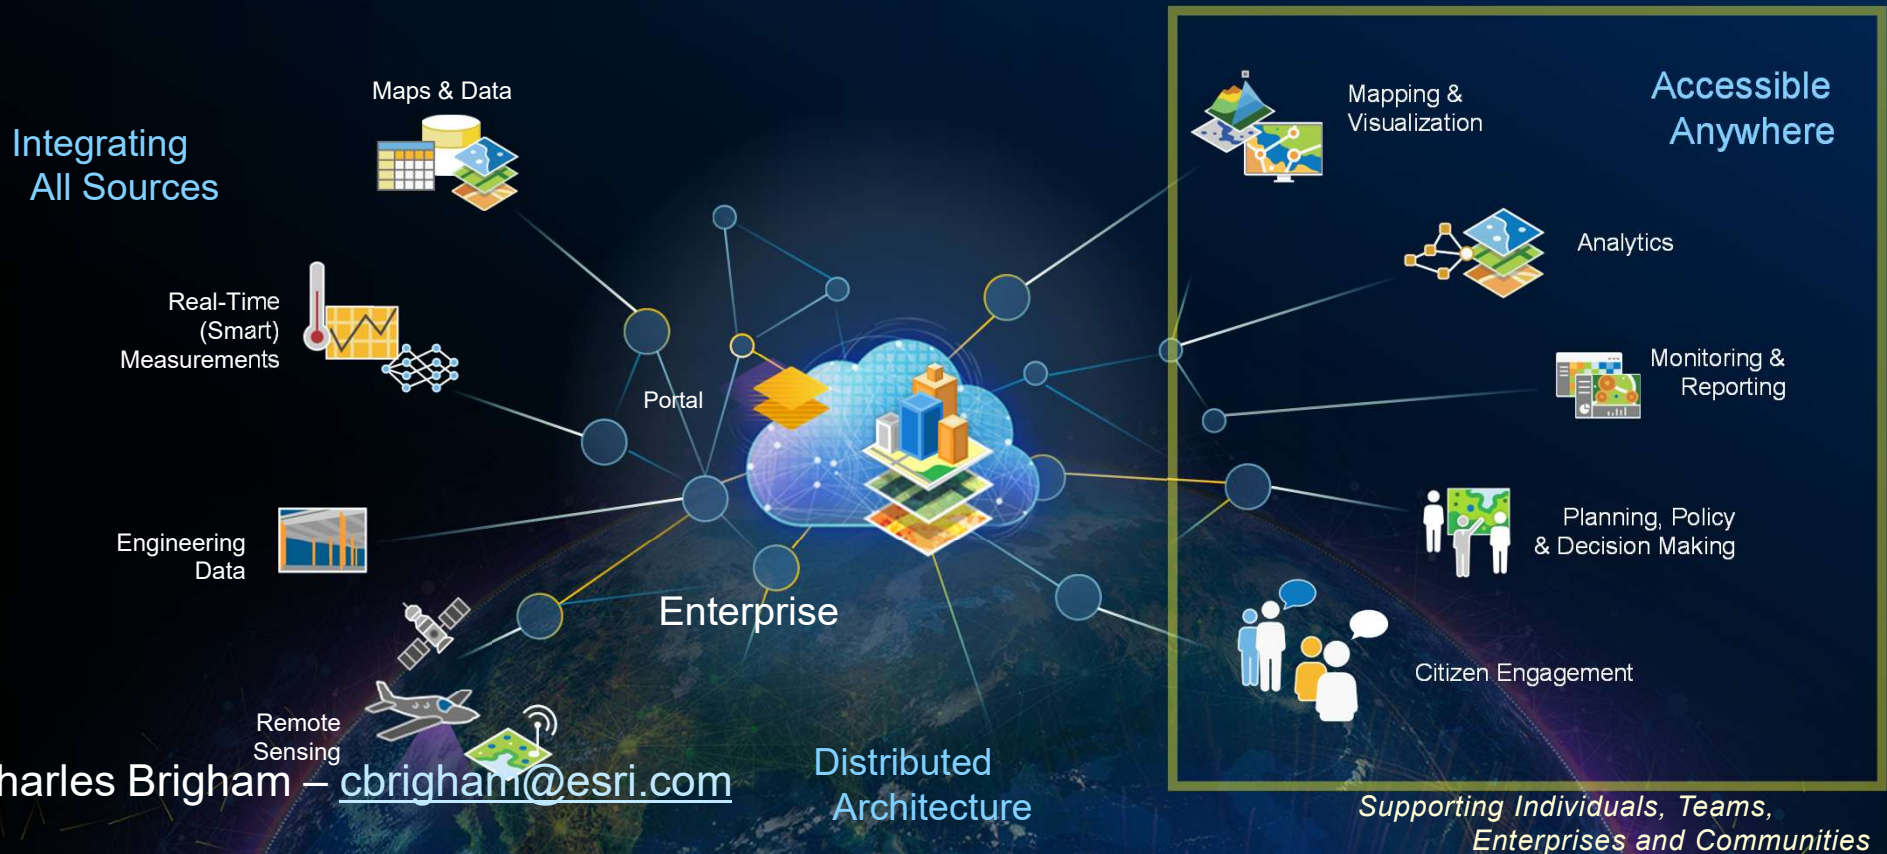 Integrating
All Sources
Maps & Data
Real-Time
(Smart)
Measurements
Engineering
Data
Remote
Sensing
harles Brigham – cbrigham@esri.com
Portal
Enterprise
Distributed
Architecture
Accessible
Anywhere
Mapping &
Visualization
Analytics
Monitoring &
Reporting
Planning, Policy
& Decision Making
Citizen Engagement
Supporting Individuals, Teams,
Enterprises and Communities